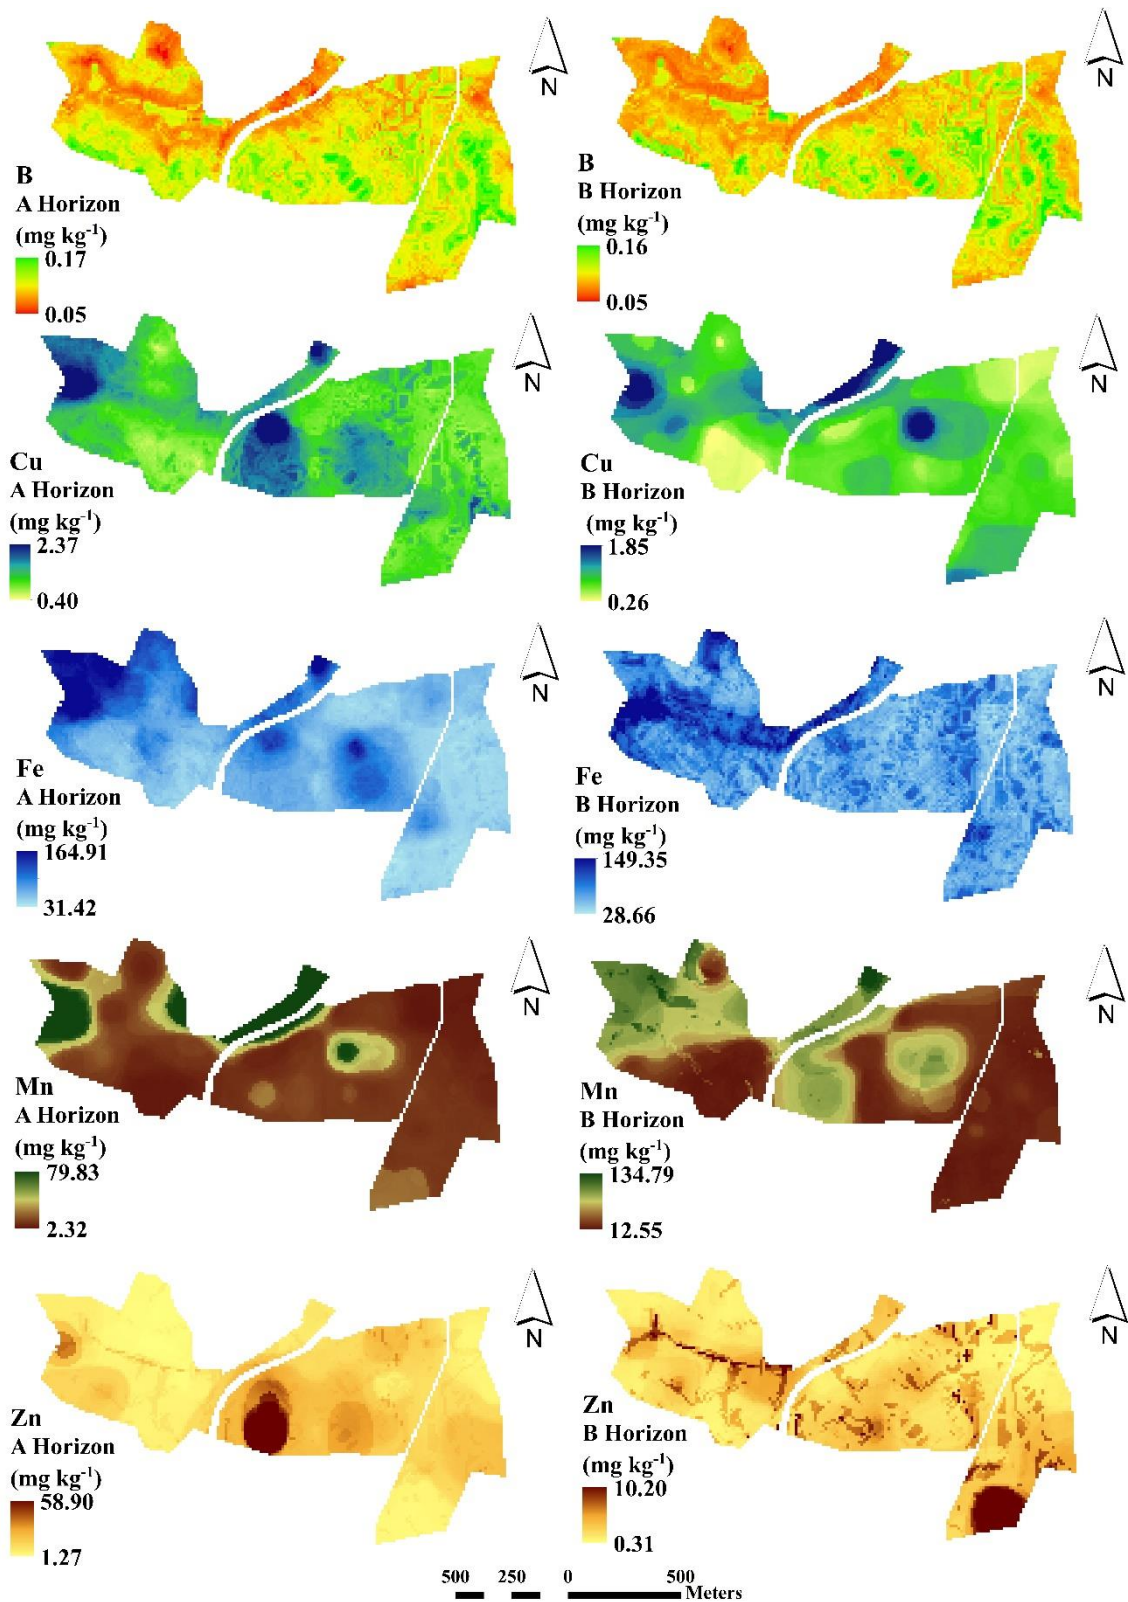 N
N
B
A Horizon
(mg kg⁻¹)
0.17
0.05
B
B Horizon
(mg kg⁻¹)
0.16
0.05
N
N
Cu
A Horizon
(mg kg⁻¹)
2.37
0.40
Cu
B Horizon
(mg kg⁻¹)
1.85
0.26
N
N
Fe
A Horizon
(mg kg⁻¹)
164.91
31.42
Fe
B Horizon
(mg kg⁻¹)
149.35
28.66
N
N
Mn
A Horizon
(mg kg⁻¹)
79.83
2.32
Mn
B Horizon
(mg kg⁻¹)
134.79
12.55
N
N
Zn
A Horizon
(mg kg⁻¹)
58.90
1.27
Zn
B Horizon
(mg kg⁻¹)
10.20
0.31
500 250 0 500
Meters